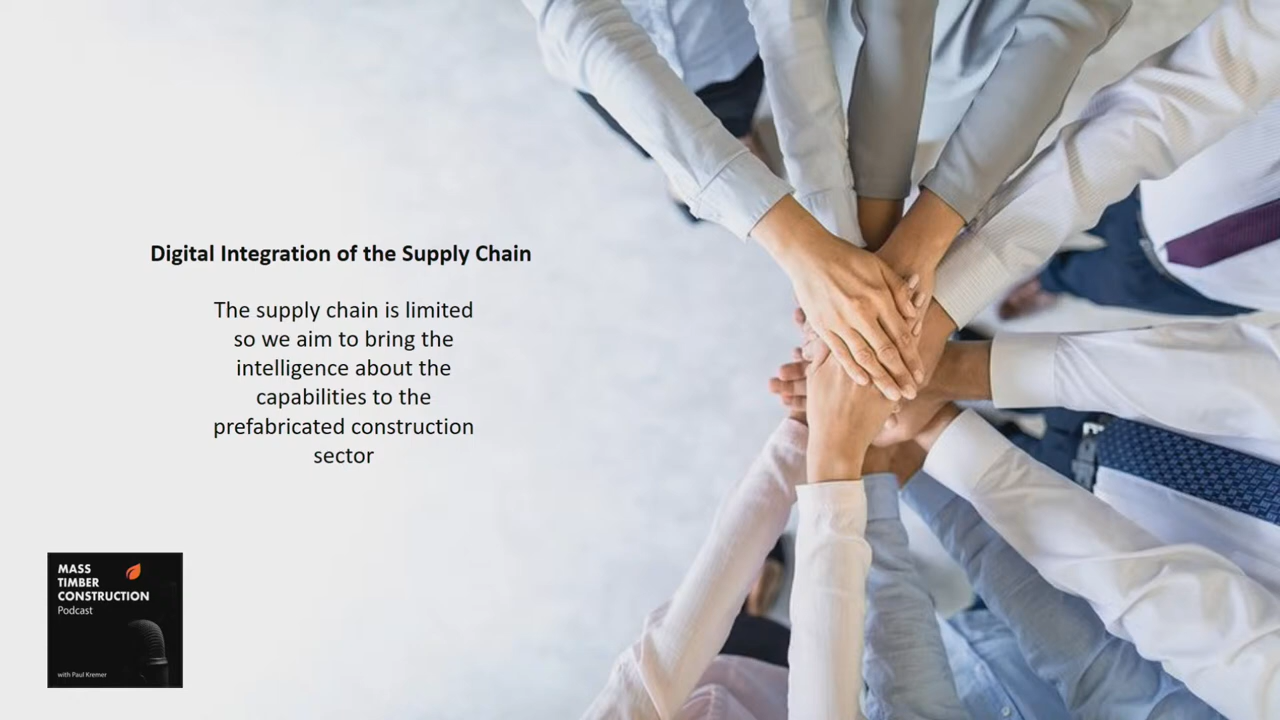 Digital Integration of the Supply Chain
The supply chain is limited
so we aim to bring the
intelligence about the
capabilities to the
prefabricated construction
sector
MASS
TIMBER
CONSTRUCTION
Podcast
with Paul Kremer